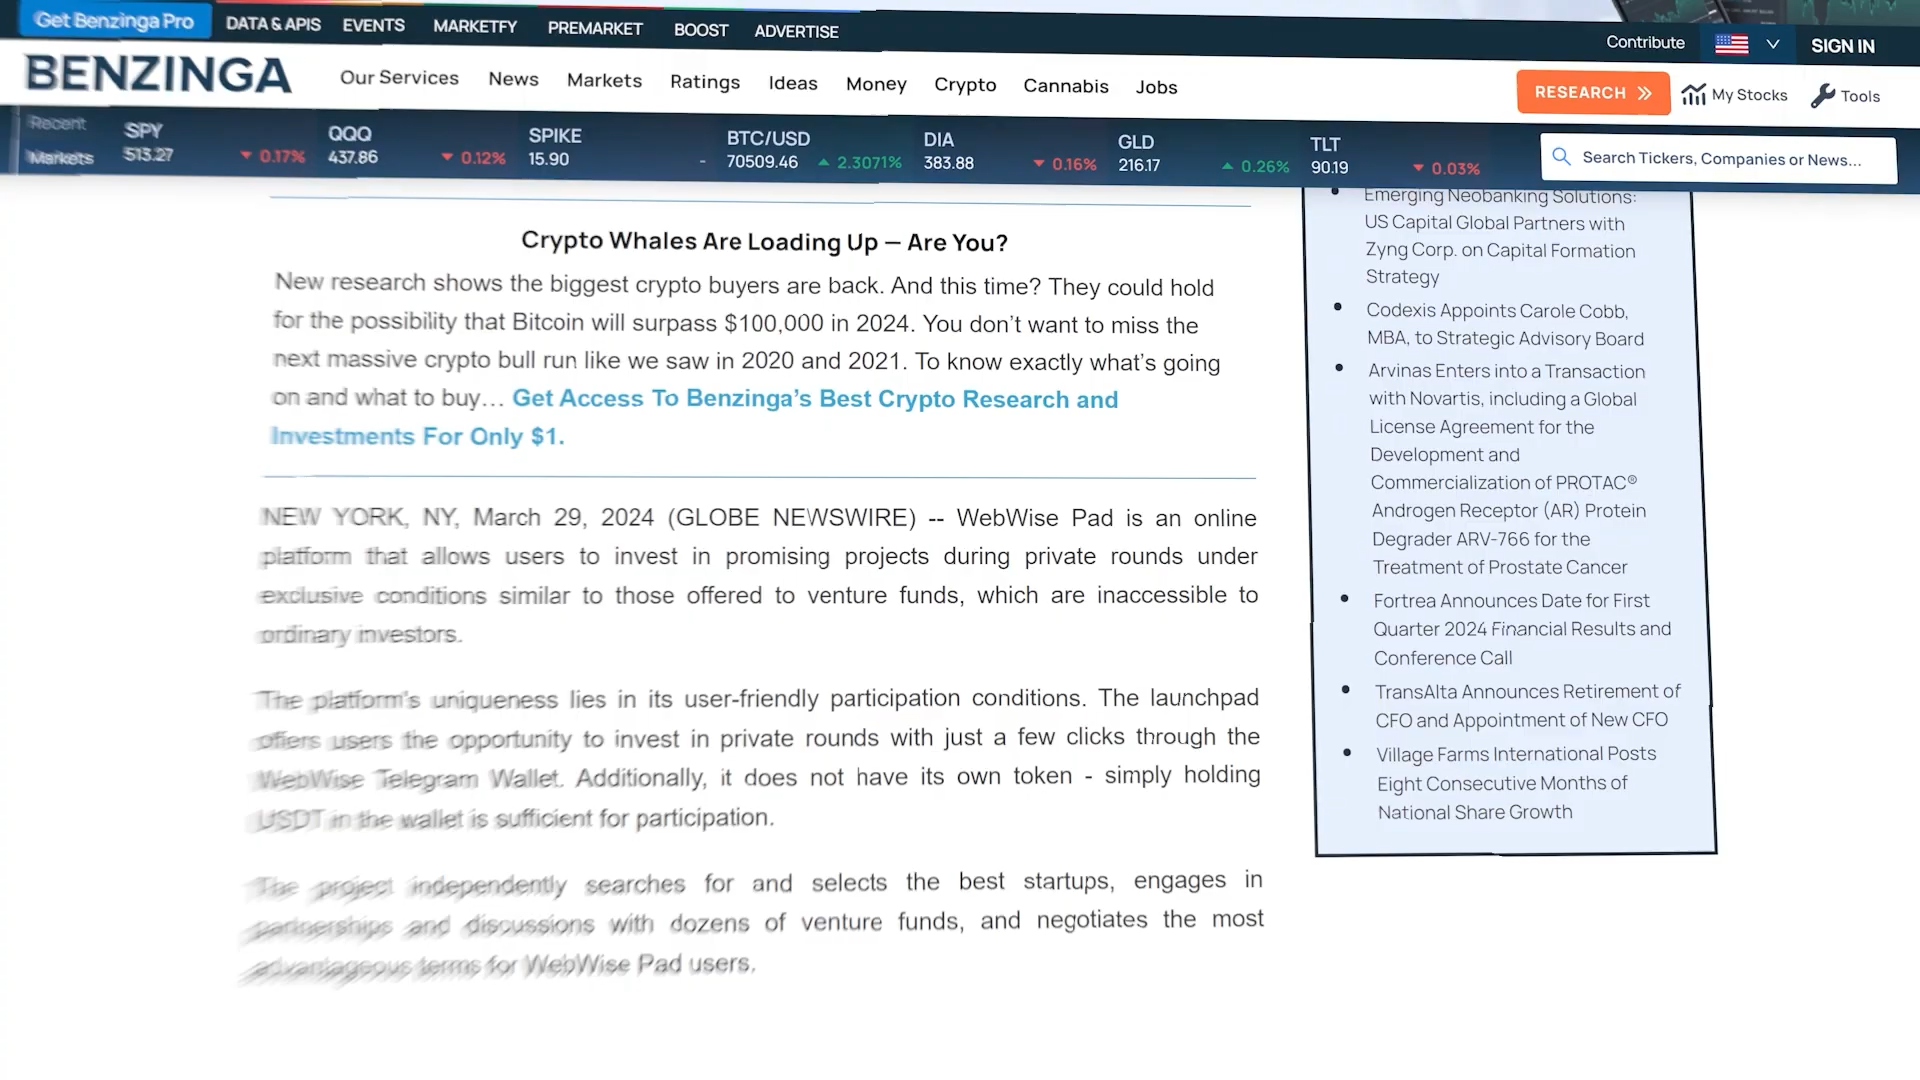 Get Benzinga Pro DATA & APIS EVENTS MARKETFY PREMARKET BOOST ADVERTISE Contribute SIGN IN
BENZINGA Our Services News Markets Ratings Ideas Money Crypto Cannabis Jobs RESEARCH My Stocks Tools
Recent Markets
SPY 513.27 0.17%
QQQ 437.86 0.12%
SPIKE 15.90 -
BTC/USD 70509.46 2.3071%
DIA 383.88 0.16%
GLD 216.17 0.26%
TLT 90.19 0.03%
Search Tickers, Companies or News...
Crypto Whales Are Loading Up – Are You?
New research shows the biggest crypto buyers are back. And this time? They could hold
for the possibility that Bitcoin will surpass $100,000 in 2024. You don't want to miss the
next massive crypto bull run like we saw in 2020 and 2021. To know exactly what's going
on and what to buy… Get Access To Benzinga's Best Crypto Research and
Investments For Only $1.
NEW YORK, NY, March 29, 2024 (GLOBE NEWSWIRE) -- WebWise Pad is an online
platform that allows users to invest in promising projects during private rounds under
exclusive conditions similar to those offered to venture funds, which are inaccessible to
ordinary investors.
The platform's uniqueness lies in its user-friendly participation conditions. The launchpad
offers users the opportunity to invest in private rounds with just a few clicks through the
WebWise Telegram Wallet. Additionally, it does not have its own token - simply holding
USDT in the wallet is sufficient for participation.
The project independently searches for and selects the best startups, engages in
partnerships and discussions with dozens of venture funds, and negotiates the most
advantageous terms for WebWise Pad users.
Emerging Neobanking Solutions:
US Capital Global Partners with
Zyng Corp. on Capital Formation
Strategy
Codexis Appoints Carole Cobb,
MBA, to Strategic Advisory Board
Arvinas Enters into a Transaction
with Novartis, including a Global
License Agreement for the
Development and
Commercialization of PROTAC®
Androgen Receptor (AR) Protein
Degrader ARV-766 for the
Treatment of Prostate Cancer
Fortrea Announces Date for First
Quarter 2024 Financial Results and
Conference Call
TransAlta Announces Retirement of
CFO and Appointment of New CFO
Village Farms International Posts
Eight Consecutive Months of
National Share Growth